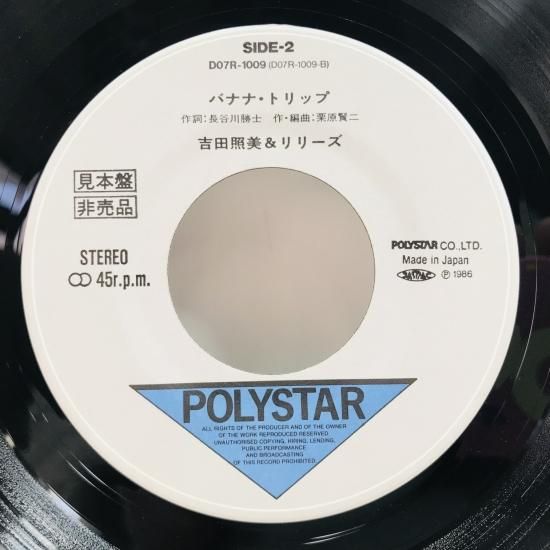 SIDE-2
D07R-1009 (D07R-1009-B)
バナナ・トリップ
作詞:長谷川勝士 作・編曲:栗原賢二
吉田照美&リリーズ
見本盤
非売品
STEREO
45r.p.m.
POLYSTAR CO.,LTD.
Made in Japan
JASRAC
Ⓟ 1986
POLYSTAR
ALL RIGHTS OF THE PRODUCER AND OF THE OWNER
OF THE WORK REPRODUCED RESERVED
UNAUTHORISED COPYING, HIRING, LENDING,
PUBLIC PERFORMANCE
AND BROADCASTING
OF THIS RECORD PROHIBITED.